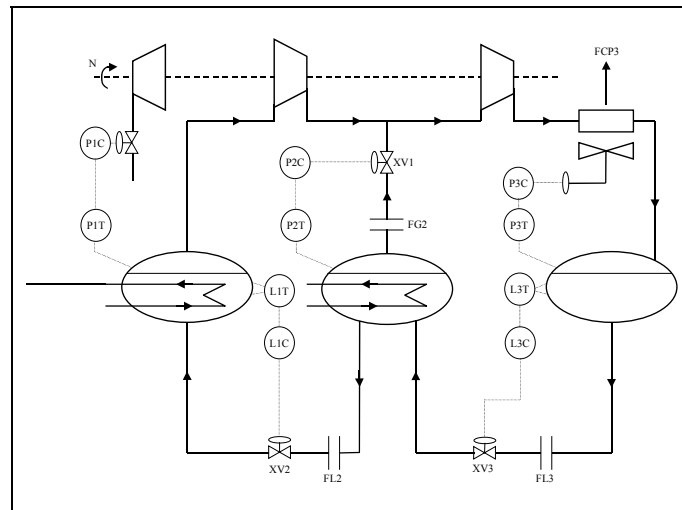 FCP3
N
P1C
P2C
XV1
P3C
P1T
P2T
FG2
P3T
L1T
L3T
L1C
L3C
XV2
FL2
XV3
FL3